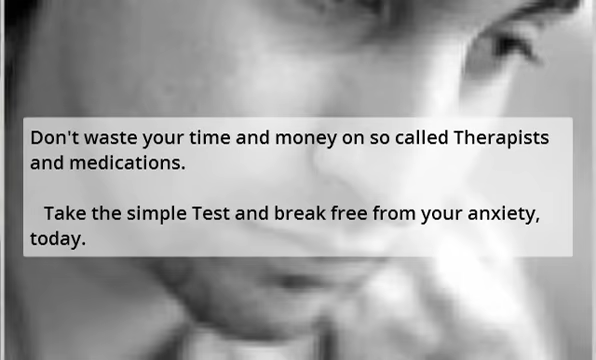 Don't waste your time and money on so called Therapists
and medications.
Take the simple Test and break free from your anxiety,
today.